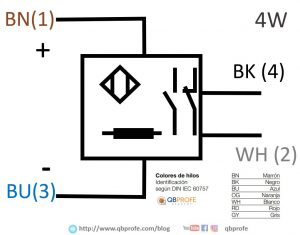 BN(1)
4W
+
BK (4)
WH (2)
-
BU(3)
Colores de hilos
Identificación
según DIN IEC 60757
QBPROFE
BN Marrón
BK Negro
BU Azul
OG Naranja
WH Blanco
RD Rojo
GY Gris
http://www.qbprofe.com/blog
YouTube
qbprofe